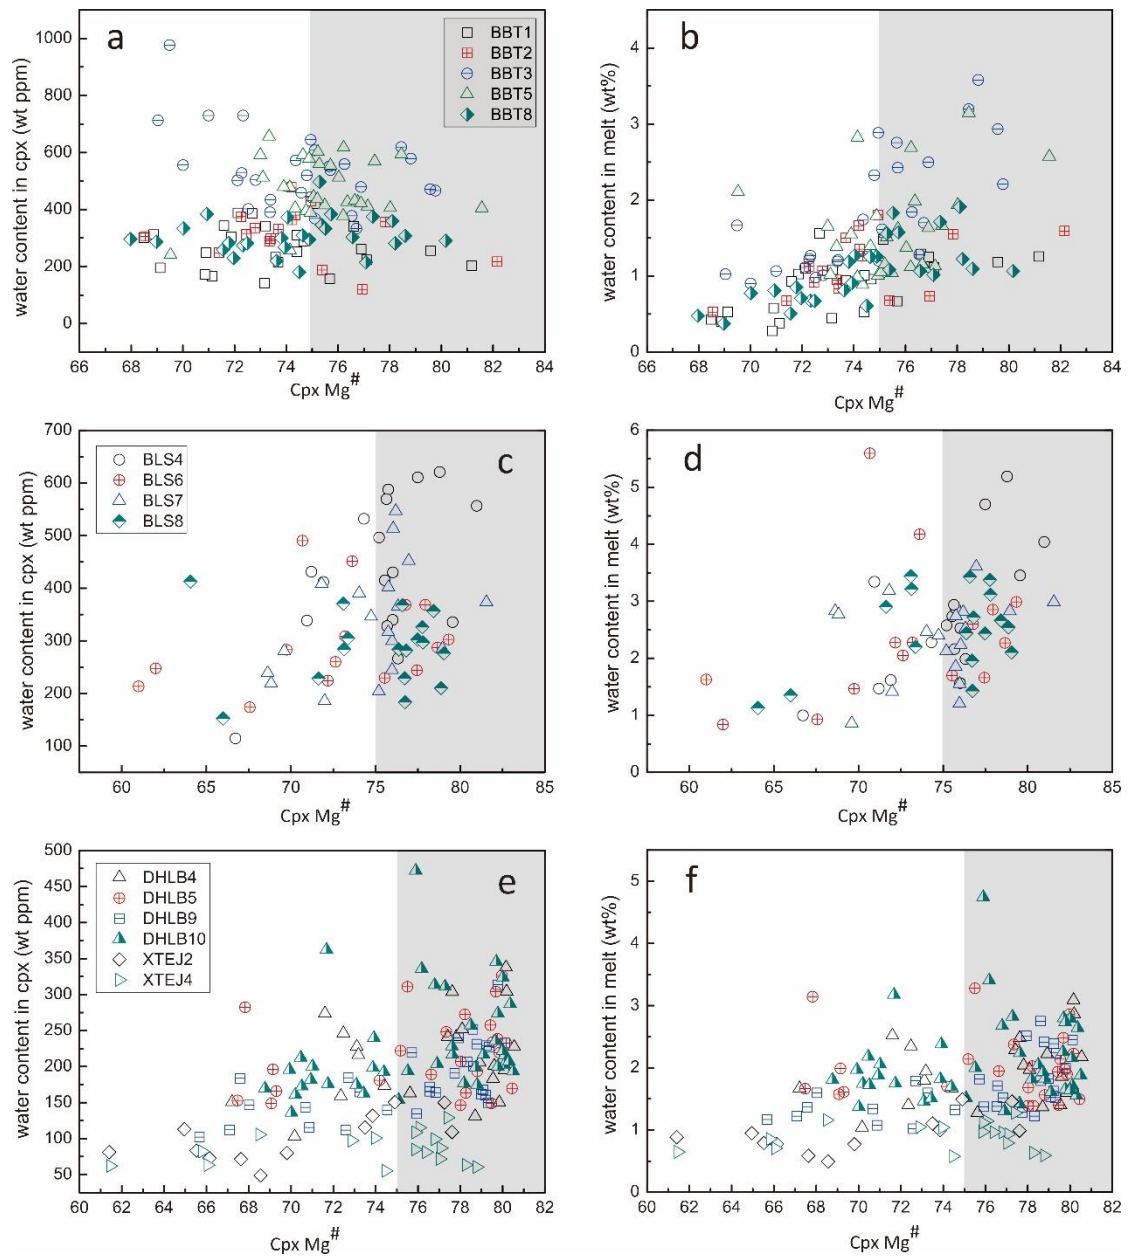 a
BBT1
BBT2
BBT3
BBT5
BBT8
water content in cpx (wt ppm)
1000
800
600
400
200
0
66 68 70 72 74 76 78 80 82 84
Cpx Mg#
b
water content in melt (wt%)
4
3
2
1
0
66 68 70 72 74 76 78 80 82 84
Cpx Mg#
c
BLS4
BLS6
BLS7
BLS8
water content in cpx (wt ppm)
700
600
500
400
300
200
100
60 65 70 75 80 85
Cpx Mg#
d
water content in melt (wt%)
6
5
4
3
2
1
0
60 65 70 75 80 85
Cpx Mg#
e
DHLB4
DHLB5
DHLB9
DHLB10
XTEJ2
XTEJ4
water content in cpx (wt ppm)
500
450
400
350
300
250
200
150
100
50
60 62 64 66 68 70 72 74 76 78 80 82
Cpx Mg#
f
water content in melt (wt%)
5
4
3
2
1
0
60 62 64 66 68 70 72 74 76 78 80 82
Cpx Mg#